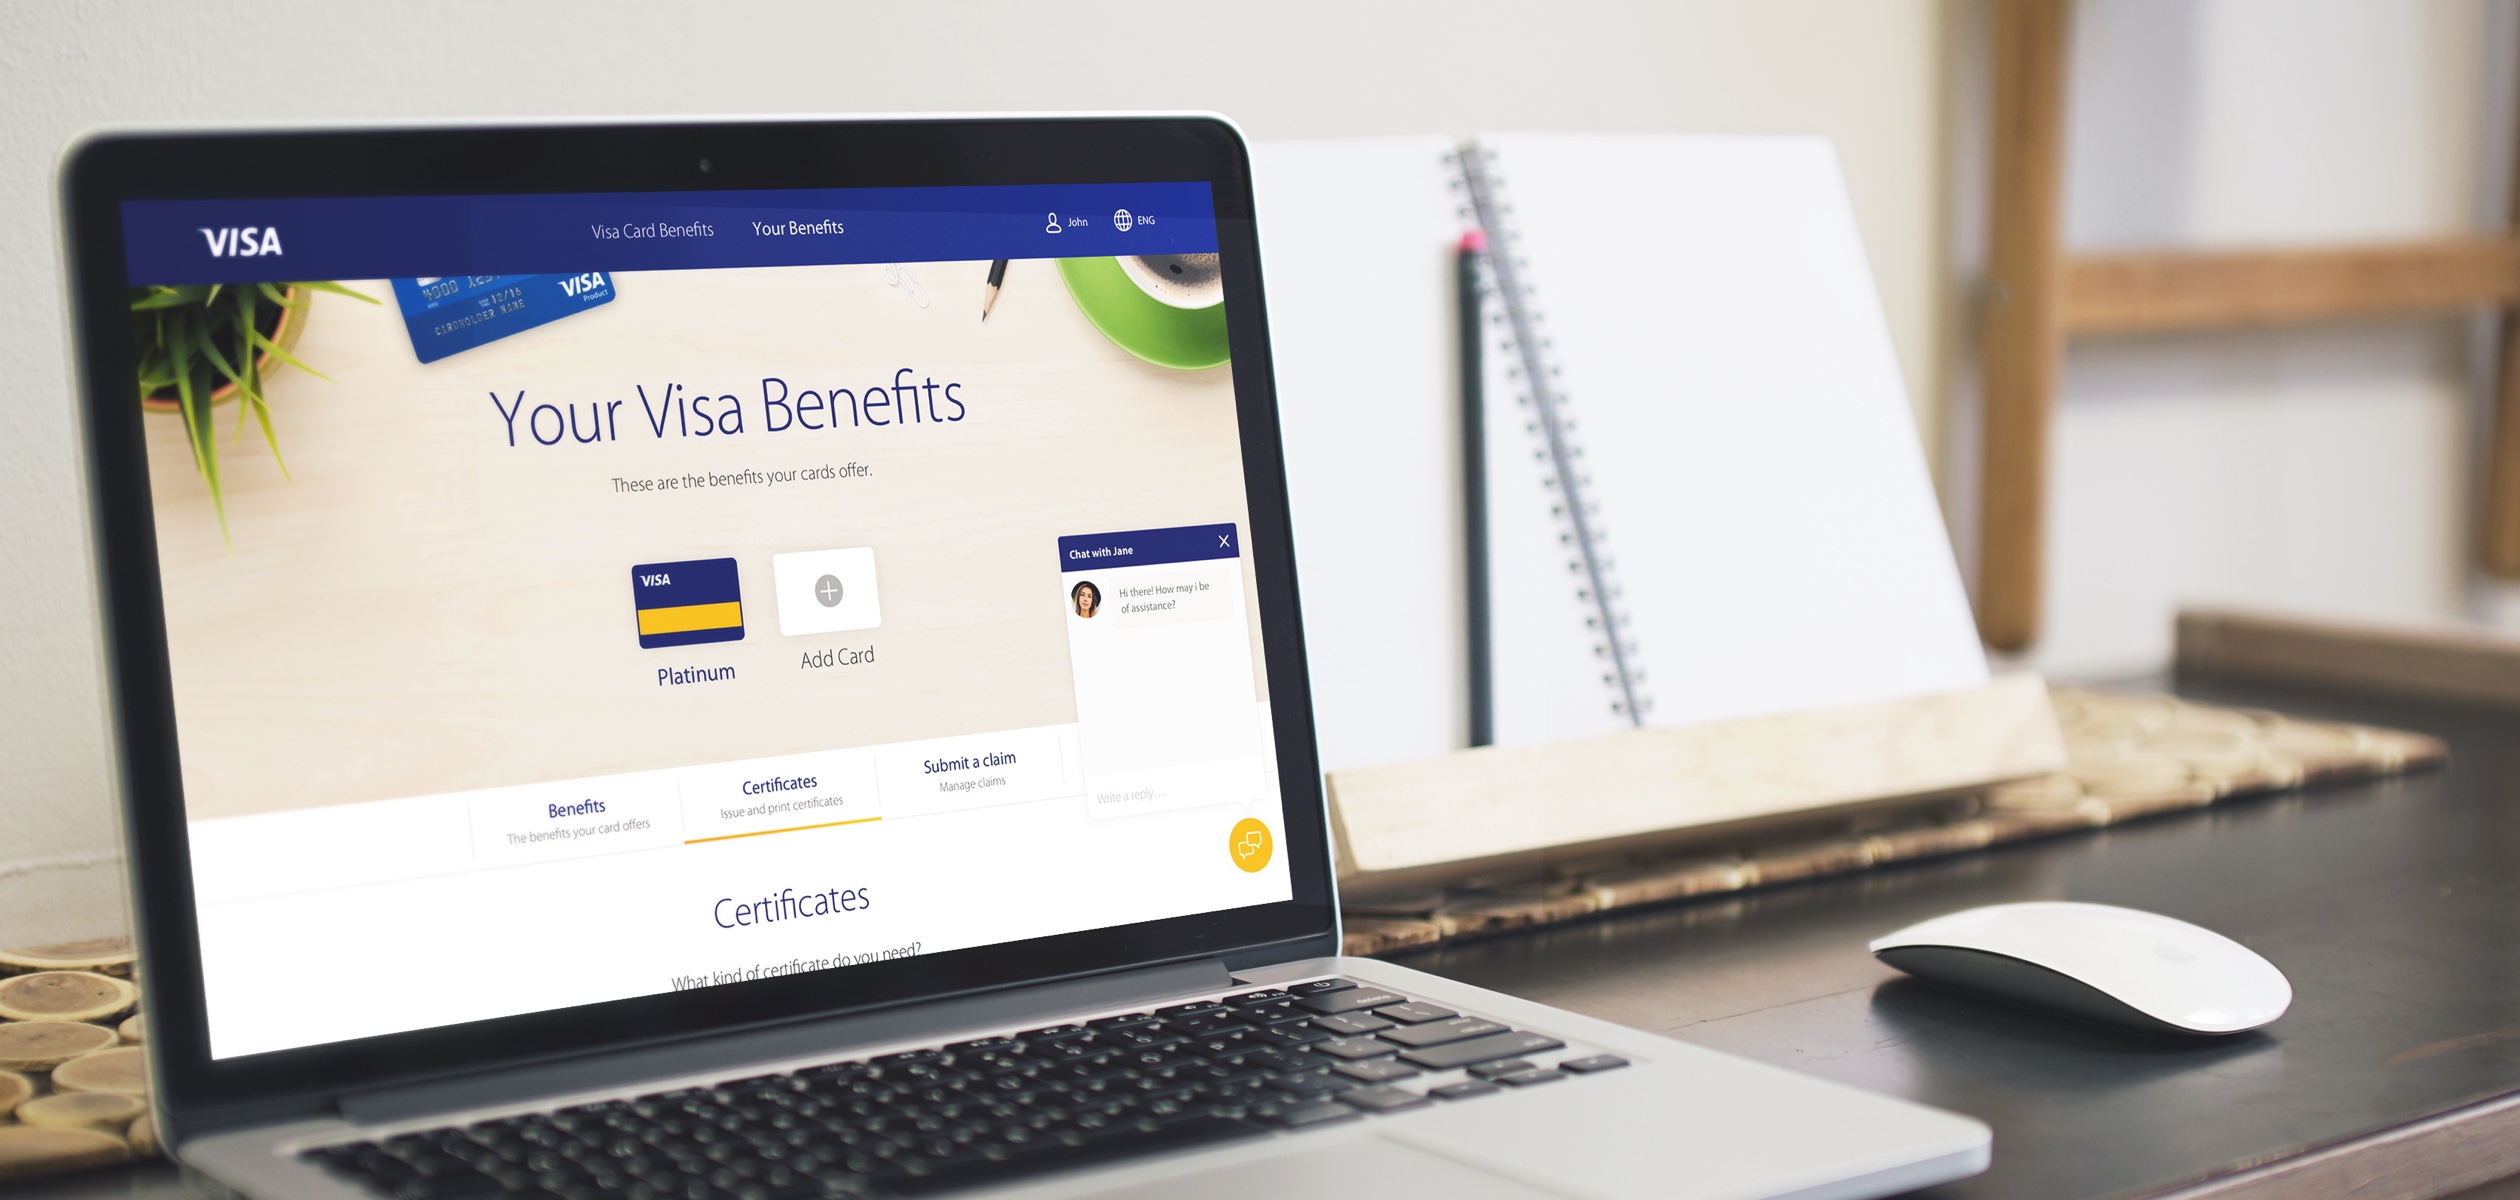 VISA
Visa Card Benefits
Your Benefits
John
ENG
4000
12/16
CARDHOLDER NAME
VISA
Product
Your Visa Benefits
These are the benefits your cards offer.
VISA
Platinum
Add Card
Chat with Jane
Hi there! How may i be
of assistance?
Write a reply...
Benefits
The benefits your card offers
Certificates
Issue and print certificates
Submit a claim
Manage claims
Certificates
What kind of certificate do you need?
delete